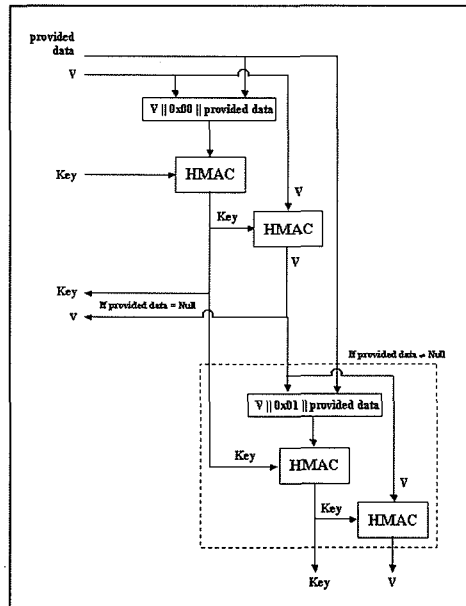 provided
data
V
V || 0x00 || provided data
Key
HMAC
V
Key
HMAC
V
Key
If provided data = Null
V
If provided data ≠ Null
V || 0x01 || provided data
Key
HMAC
V
Key
HMAC
Key
V